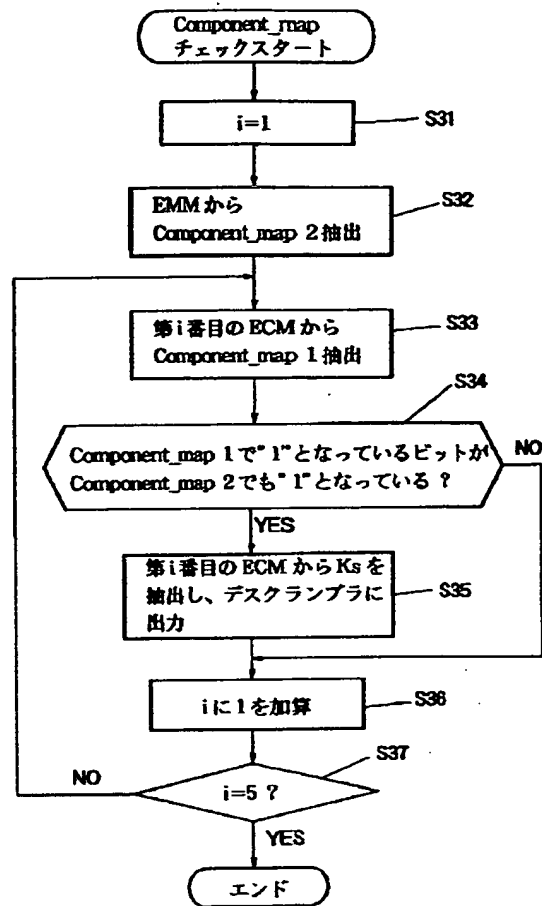 Component_map
チェックスタート
i=1
S31
EMMから
Component_map 2抽出
S32
第i番目のECMから
Component_map 1抽出
S33
S34
Component_map 1で"1"となっているビットが
Component_map 2でも"1"となっている ?
NO
YES
第i番目のECMからKsを
抽出し、デスクランブラに
出力
S35
iに1を加算
S36
S37
NO
i=5 ?
YES
エンド